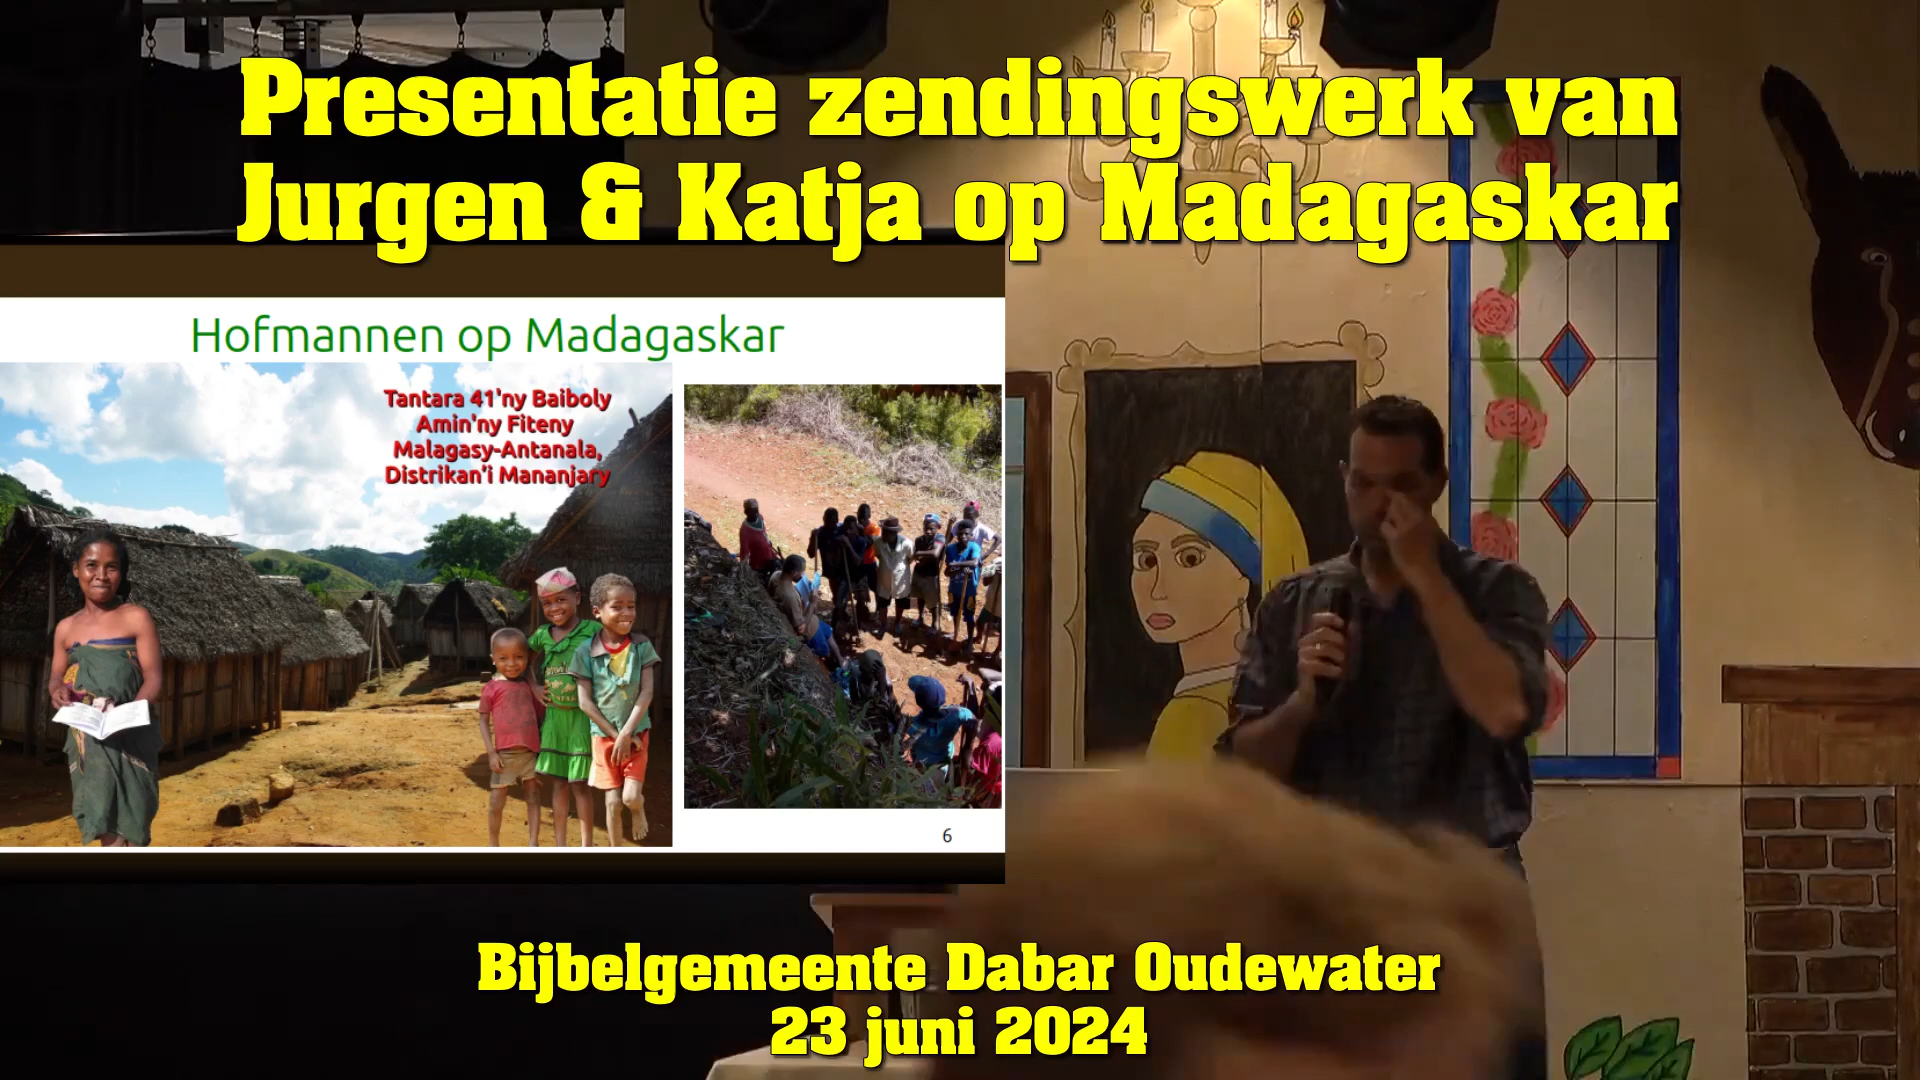 Presentatie zendingswerk van
Jurgen & Katja op Madagaskar
Hofmannen op Madagaskar
Tantara 41'ny Baiboly
Amin'ny Fiteny
Malagasy-Antanala,
Distrikan'i Mananjary
6
Bijbelgemeente Dabar Oudewater
23 juni 2024